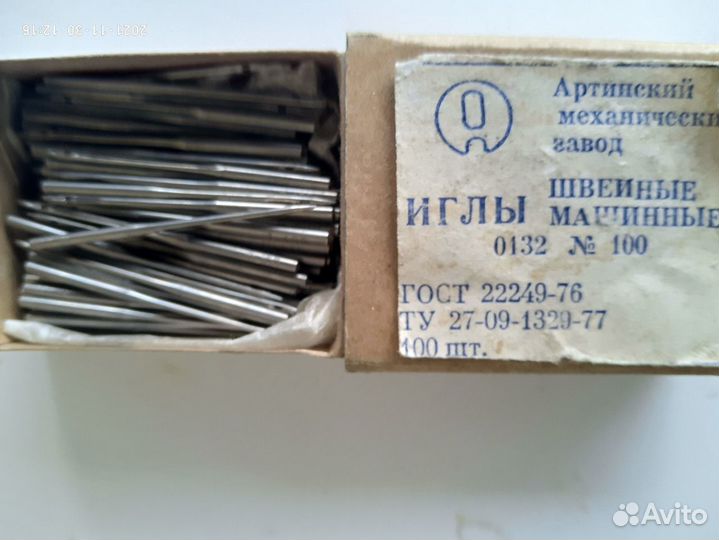 2021-11-30 12:16
Артинский
механически
завод
ИГЛЫ ШВЕЙНЫЕ
МАШИННЫЕ
0132 № 100
ГОСТ 22249-76
ТУ 27-09-1329-77
100 шт.
Avito